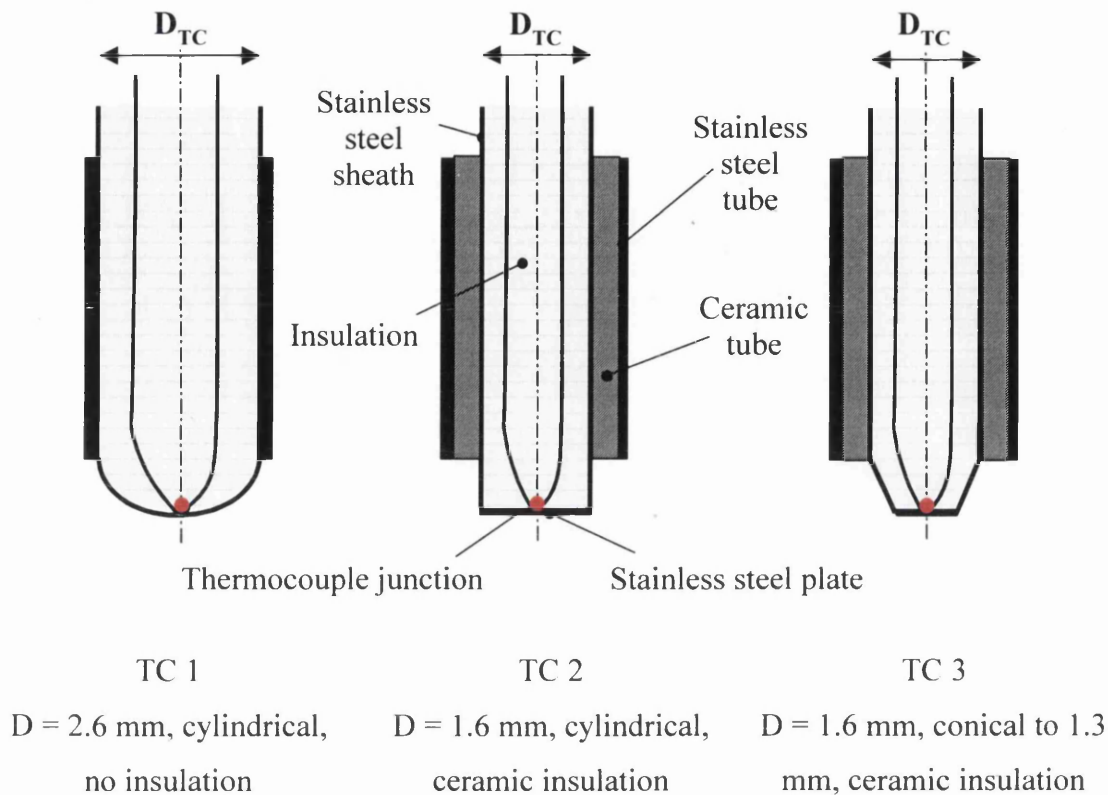 D_TC
D_TC
D_TC
Stainless
steel
sheath
Stainless
steel
tube
Insulation
Ceramic
tube
Thermocouple junction
Stainless steel plate
TC 1
D = 2.6 mm, cylindrical,
no insulation
TC 2
D = 1.6 mm, cylindrical,
ceramic insulation
TC 3
D = 1.6 mm, conical to 1.3
mm, ceramic insulation